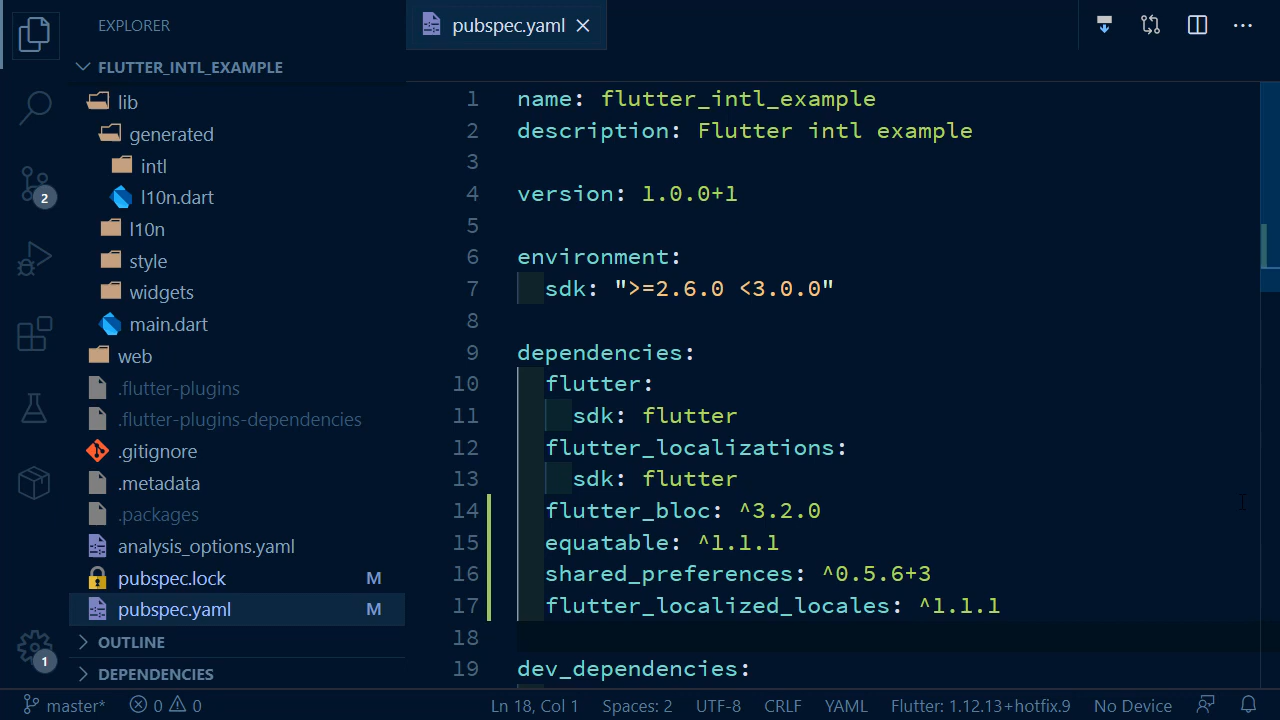 EXPLORER
FLUTTER_INTL_EXAMPLE
lib
generated
intl
l10n.dart
l10n
style
widgets
main.dart
web
.flutter-plugins
.flutter-plugins-dependencies
.gitignore
.metadata
.packages
analysis_options.yaml
pubspec.lock M
pubspec.yaml M
OUTLINE
DEPENDENCIES
2
1
pubspec.yaml
1 name: flutter_intl_example
2 description: Flutter intl example
3
4 version: 1.0.0+1
5
6 environment:
7 sdk: ">=2.6.0 <3.0.0"
8
9 dependencies:
10 flutter:
11 sdk: flutter
12 flutter_localizations:
13 sdk: flutter
14 flutter_bloc: ^3.2.0
15 equatable: ^1.1.1
16 shared_preferences: ^0.5.6+3
17 flutter_localized_locales: ^1.1.1
18
19 dev_dependencies:
master* 0 0 Ln 18, Col 1 Spaces: 2 UTF-8 CRLF YAML Flutter: 1.12.13+hotfix.9 No Device